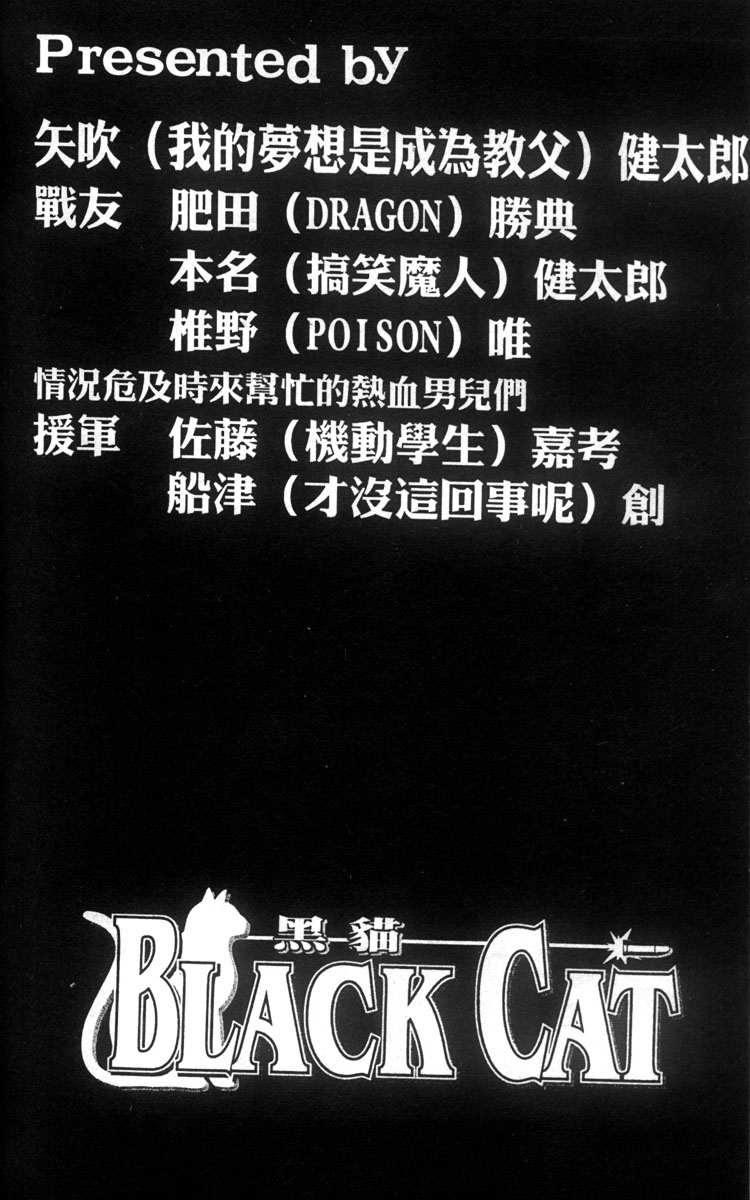 Presented by
矢吹（我的夢想是成為教父）健太郎
戰友 肥田（DRAGON）勝典
本名（搞笑魔人）健太郎
椎野（POISON）唯
情況危及時來幫忙的熱血男兒們
援軍 佐藤（機動學生）嘉考
船津（才沒這回事呢）創
黑貓
BLACK CAT